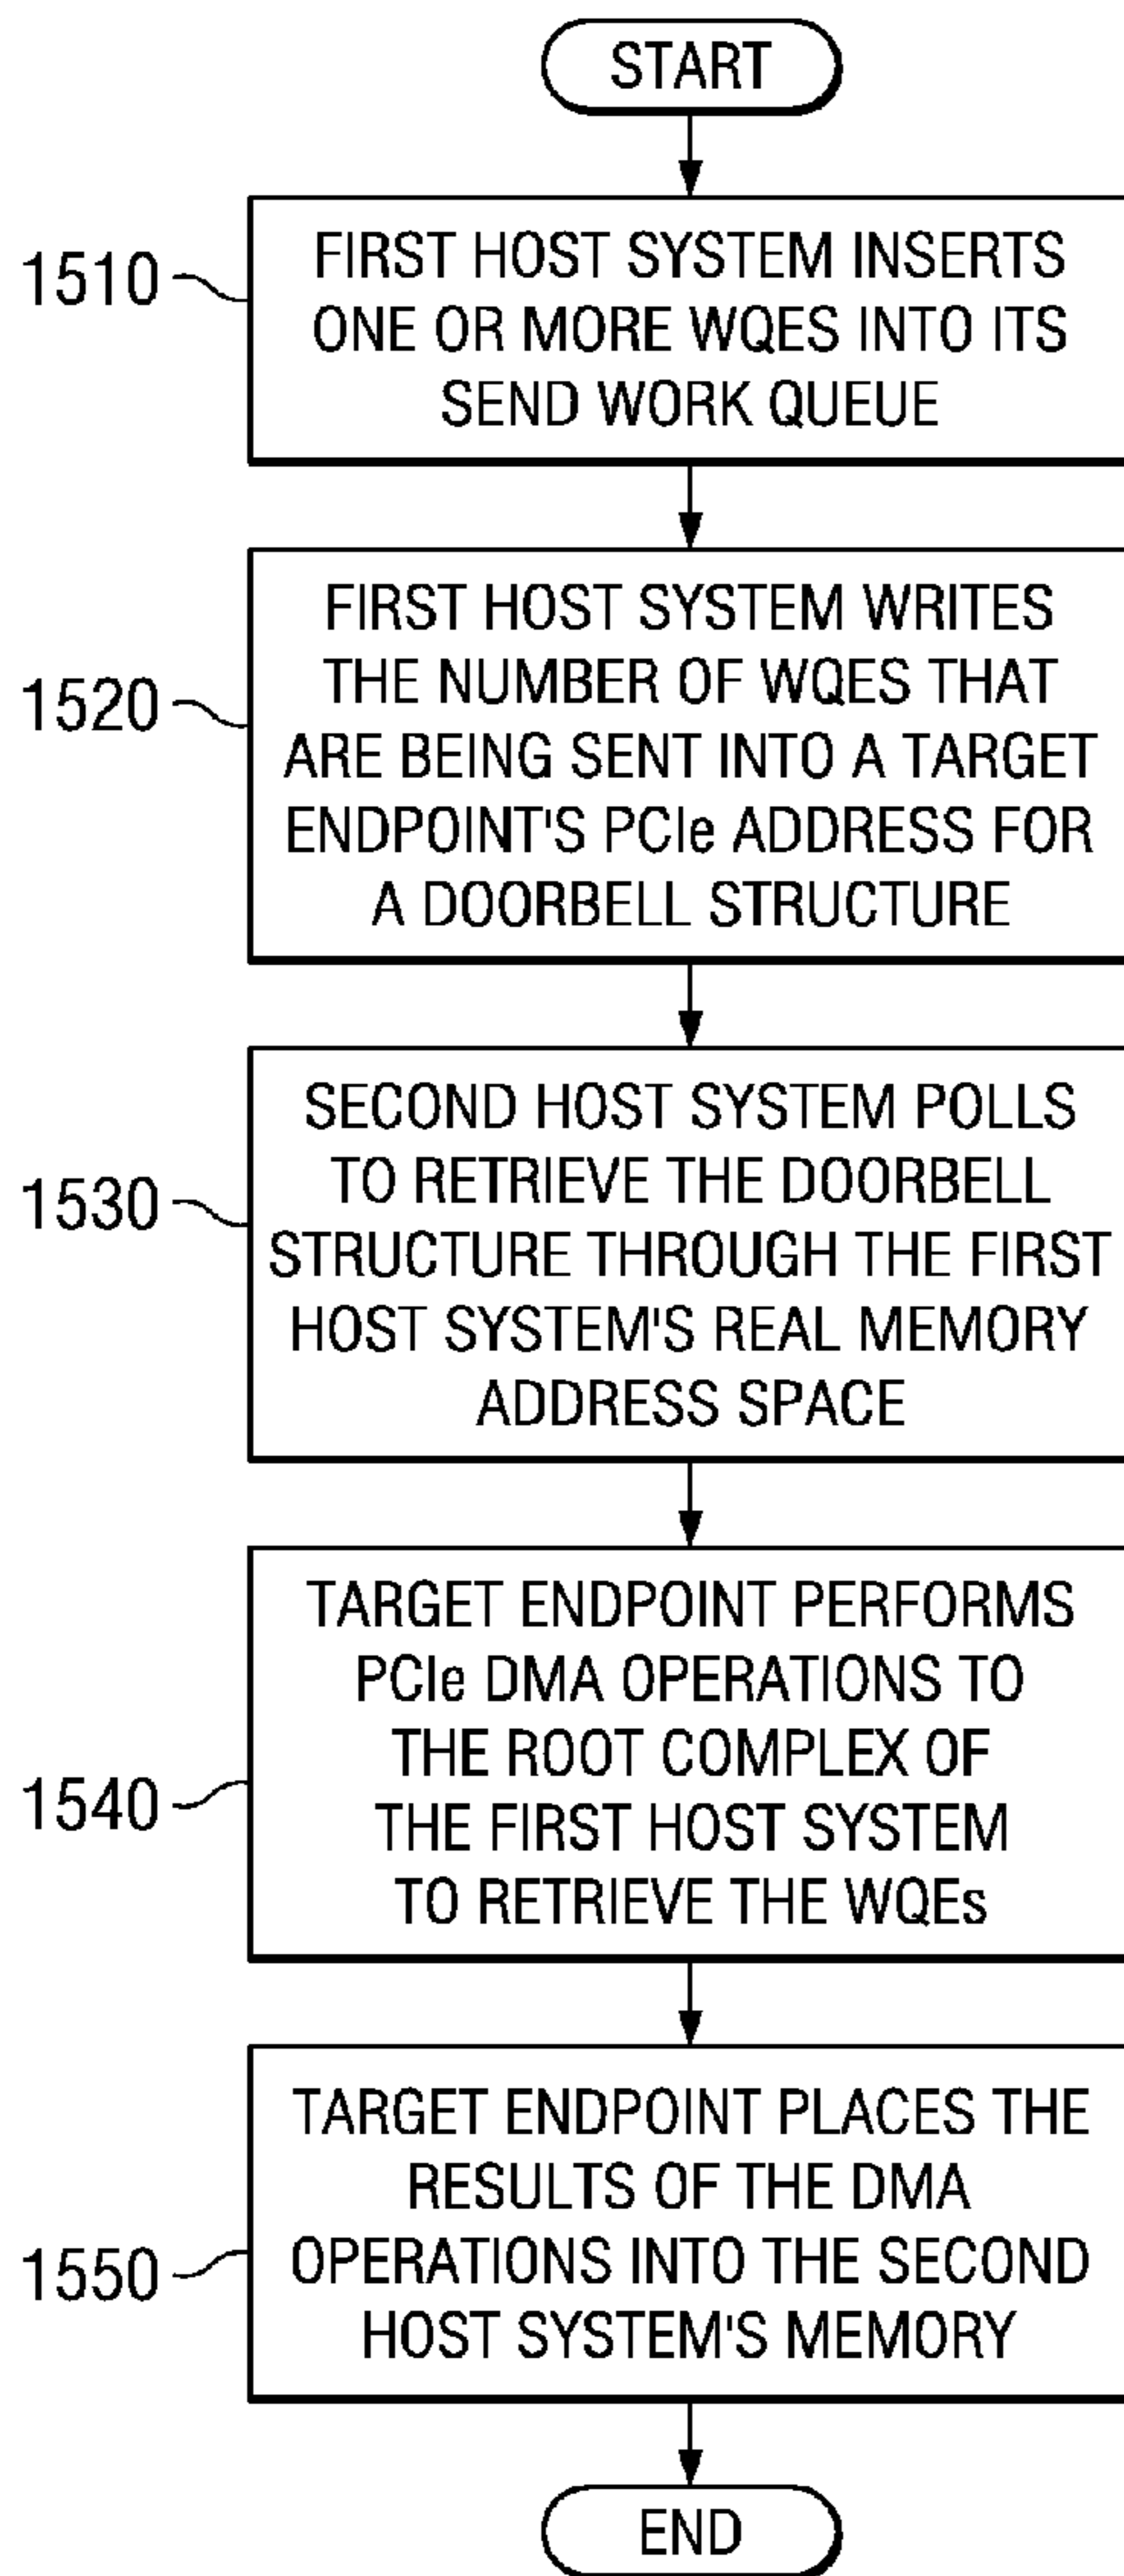 START
1510
FIRST HOST SYSTEM INSERTS
ONE OR MORE WQES INTO ITS
SEND WORK QUEUE
1520
FIRST HOST SYSTEM WRITES
THE NUMBER OF WQES THAT
ARE BEING SENT INTO A TARGET
ENDPOINT'S PCIe ADDRESS FOR
A DOORBELL STRUCTURE
1530
SECOND HOST SYSTEM POLLS
TO RETRIEVE THE DOORBELL
STRUCTURE THROUGH THE FIRST
HOST SYSTEM'S REAL MEMORY
ADDRESS SPACE
1540
TARGET ENDPOINT PERFORMS
PCIe DMA OPERATIONS TO
THE ROOT COMPLEX OF
THE FIRST HOST SYSTEM
TO RETRIEVE THE WQEs
1550
TARGET ENDPOINT PLACES THE
RESULTS OF THE DMA
OPERATIONS INTO THE SECOND
HOST SYSTEM'S MEMORY
END